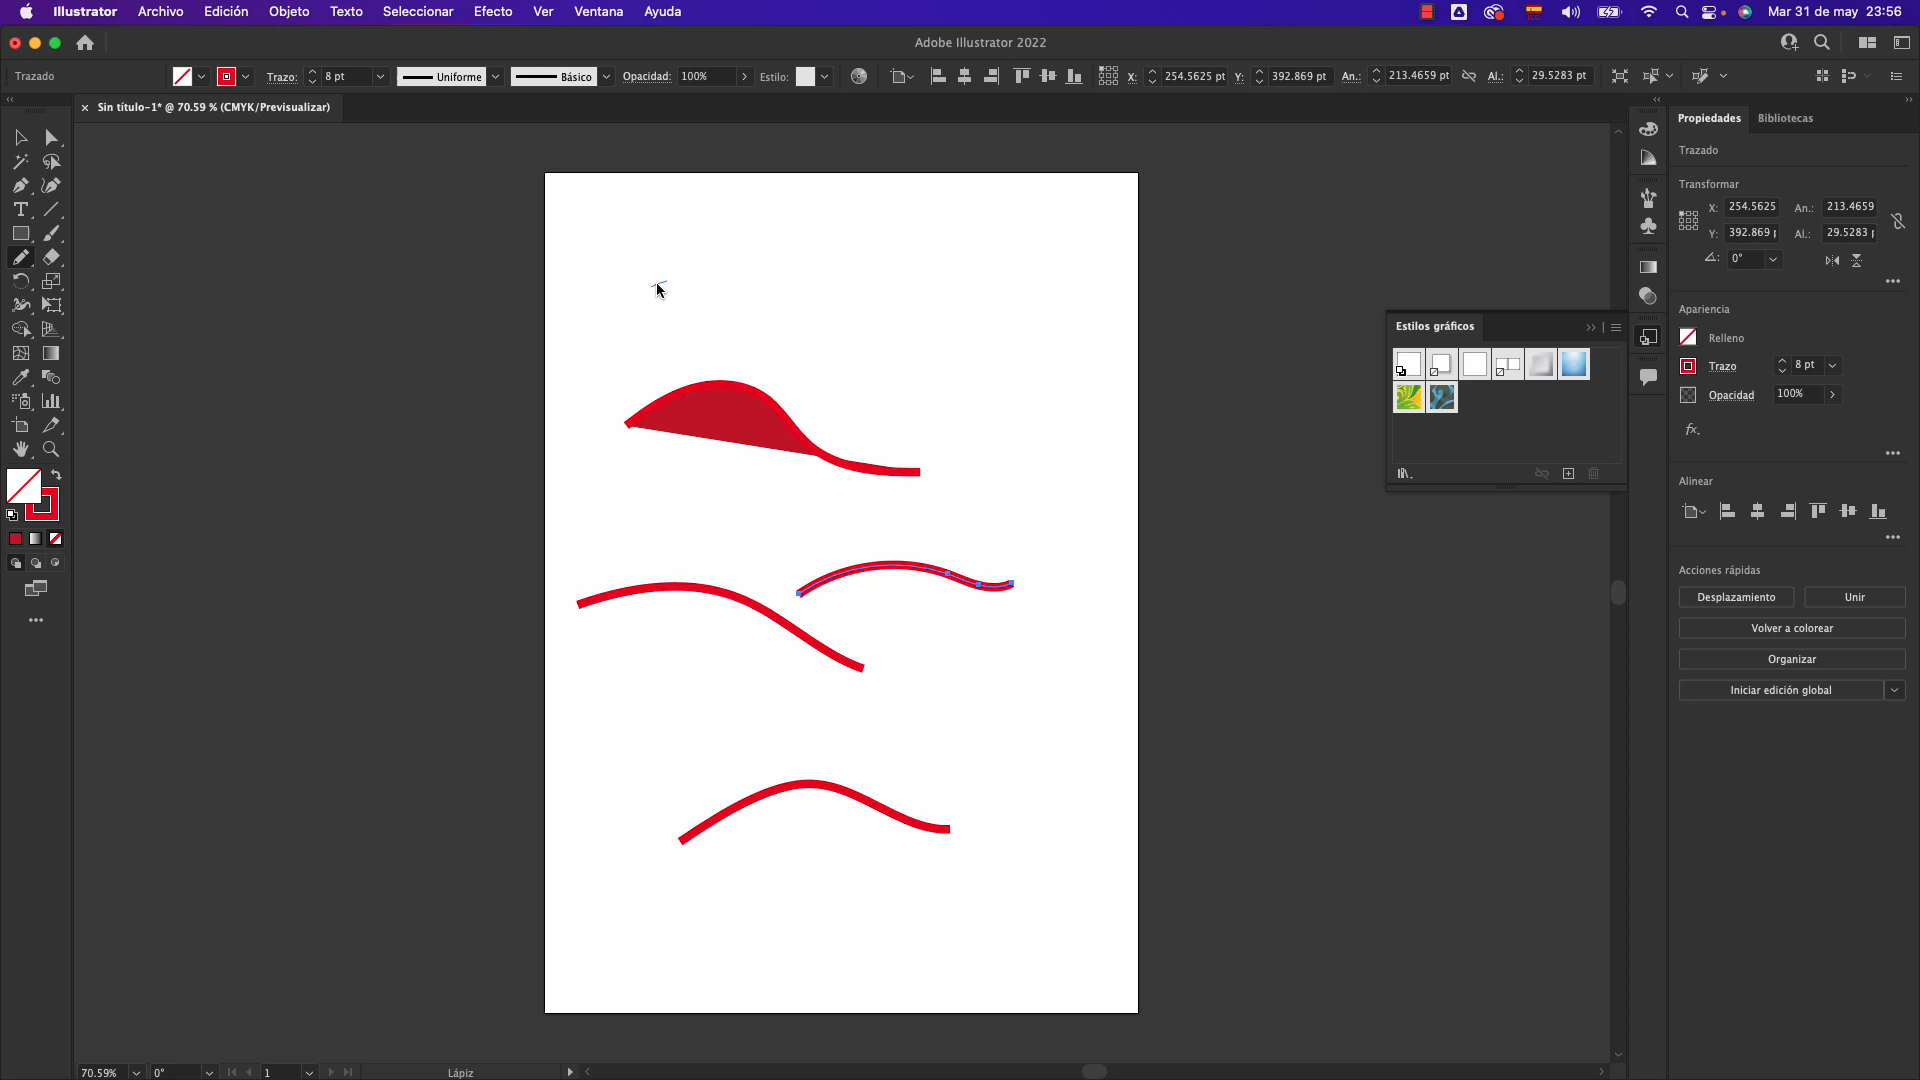 Illustrator Archivo Edición Objeto Texto Seleccionar Efecto Ver Ventana Ayuda Mar 31 de may 23:56
Adobe Illustrator 2022
Trazado Trazo: 8 pt Uniforme Básico Opacidad: 100% Estilo: X: 254.5625 pt Y: 392.869 pt An.: 213.4659 pt Al.: 29.5283 pt
× Sin título-1* @ 70.59 % (CMYK/Previsualizar)
Propiedades Bibliotecas
Trazado
Transformar
X: 254.5625 An.: 213.4659
Y: 392.869 Al.: 29.5283
0°
Apariencia
Relleno
Trazo 8 pt
Opacidad 100%
fx.
Alinear
Acciones rápidas
Desplazamiento Unir
Volver a colorear
Organizar
Iniciar edición global
Estilos gráficos
70.59% 0° 1 Lápiz